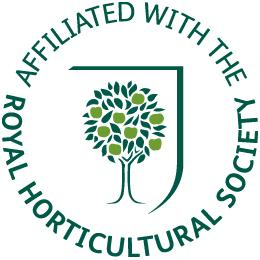 AFFILIATED WITH THE
ROYAL HORTICULTURAL SOCIETY